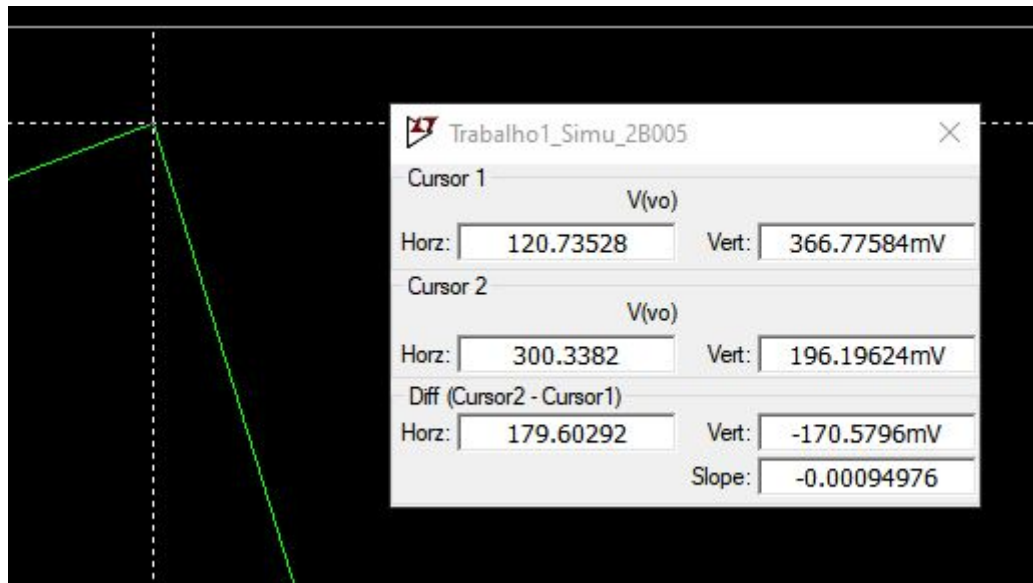 Trabalho1_Simu_2B005
Cursor 1
V(vo)
Horz: 120.73528 Vert: 366.77584mV
Cursor 2
V(vo)
Horz: 300.3382 Vert: 196.19624mV
Diff (Cursor2 - Cursor1)
Horz: 179.60292 Vert: -170.5796mV
Slope: -0.00094976